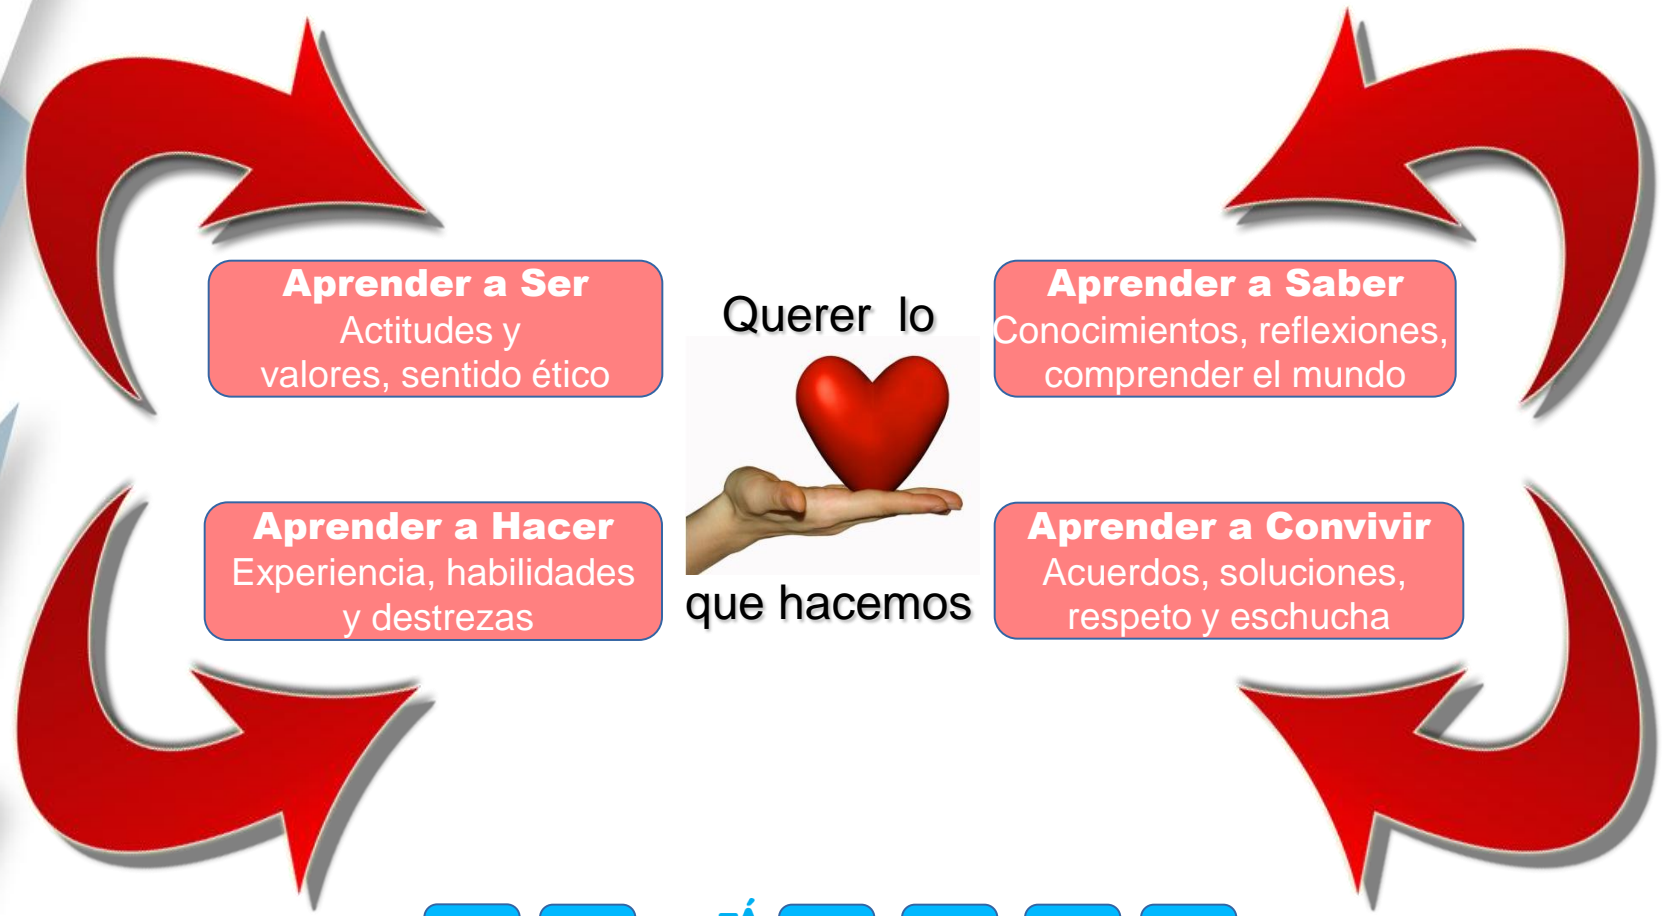 Aprender a Ser
Actitudes y
valores, sentido ético
Querer lo
que hacemos
Aprender a Saber
Conocimientos, reflexiones,
comprender el mundo
Aprender a Hacer
Experiencia, habilidades
y destrezas
Aprender a Convivir
Acuerdos, soluciones,
respeto y eschucha